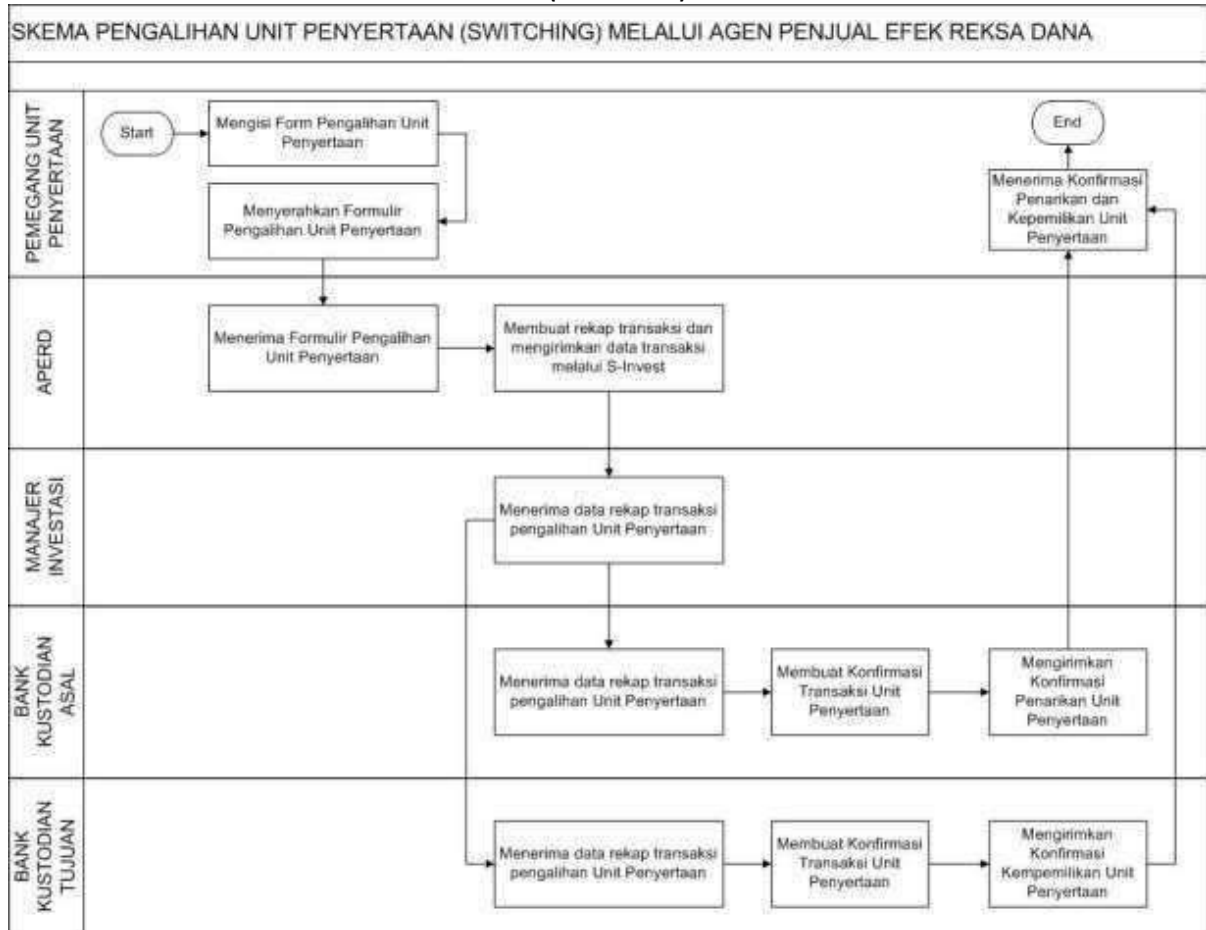 SKEMA PENGALIHAN UNIT PENYERTAAN (SWITCHING) MELALUI AGEN PENJUAL EFEK REKSA DANA
PEMEGANG UNIT
PENYERTAAN
Start
Mengisi Form Pengalihan Unit
Penyertaan
Menyerahkan Formulir
Pengalihan Unit Penyertaan
End
Menerima Konfirmasi
Penarikan dan
Kepemilikan Unit
Penyertaan
APERD
Menerima Formulir Pengalihan
Unit Penyertaan
Membuat rekap transaksi dan
mengirimkan data transaksi
melalui S-Invest
MANAJER
INVESTASI
Menerima data rekap transaksi
pengalihan Unit Penyertaan
BANK
KUSTODIAN
ASAL
Menerima data rekap transaksi
pengalihan Unit Penyertaan
Membuat Konfirmasi
Transaksi Unit
Penyertaan
Mengirimkan
Konfirmasi
Penarikan Unit
Penyertaan
BANK
KUSTODIAN
TUJUAN
Menerima data rekap transaksi
pengalihan Unit Penyertaan
Membuat Konfirmasi
Transaksi Unit
Penyertaan
Mengirimkan
Konfirmasi
Kempemilikan Unit
Penyertaan